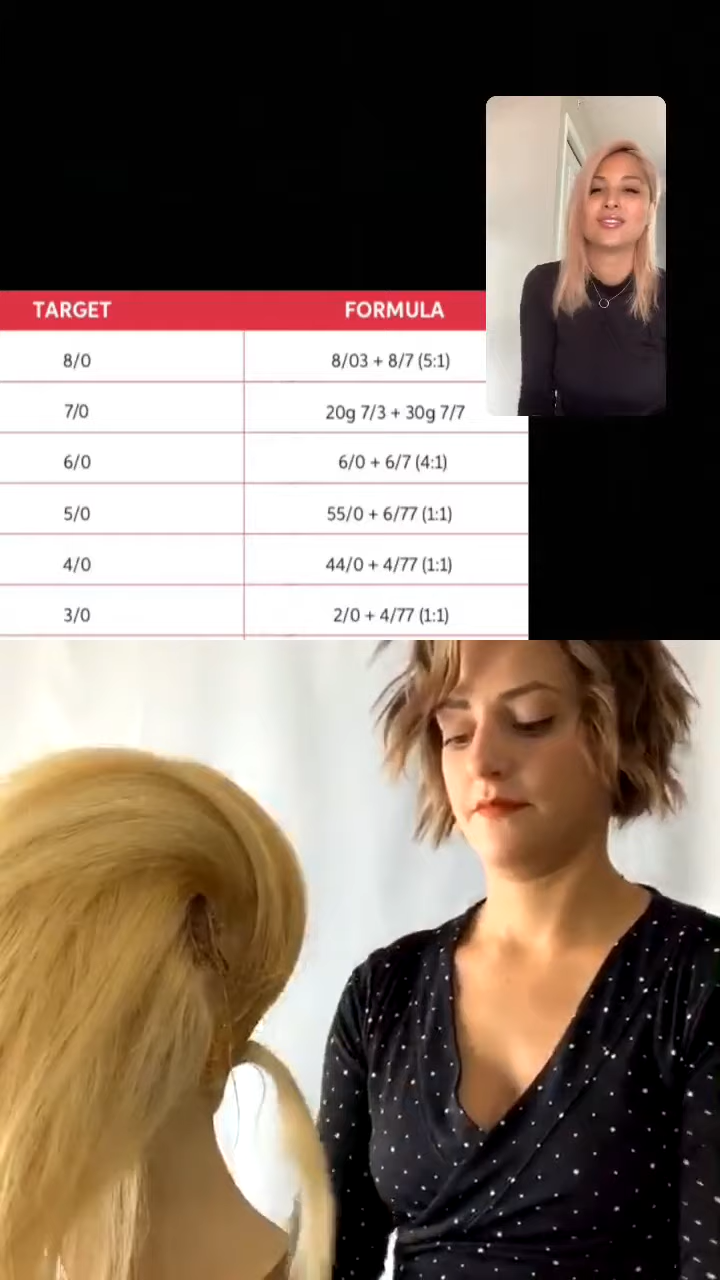 TARGET FORMULA
8/0 8/03 + 8/7 (5:1)
7/0 20g 7/3 + 30g 7/7
6/0 6/0 + 6/7 (4:1)
5/0 55/0 + 6/77 (1:1)
4/0 44/0 + 4/77 (1:1)
3/0 2/0 + 4/77 (1:1)